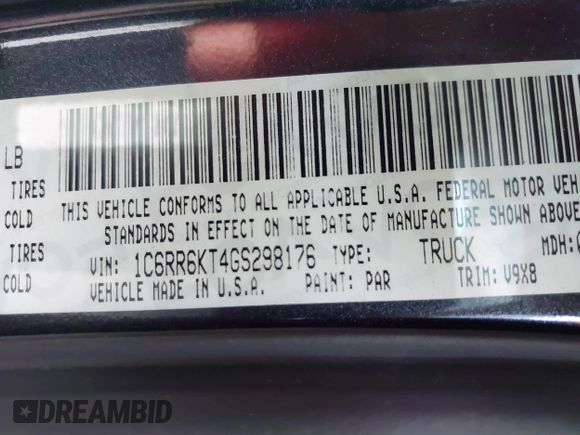 LB
TIRES
COLD
THIS VEHICLE CONFORMS TO ALL APPLICABLE U.S.A. FEDERAL MOTOR VEH
STANDARDS IN EFFECT ON THE DATE OF MANUFACTURE SHOWN ABOVE
TIRES
VIN: 1C6RR6KT4GS298176 TYPE: TRUCK MDH:
COLD
VEHICLE MADE IN U.S.A. PAINT: PAR TRIM: V9X8
DREAMBID